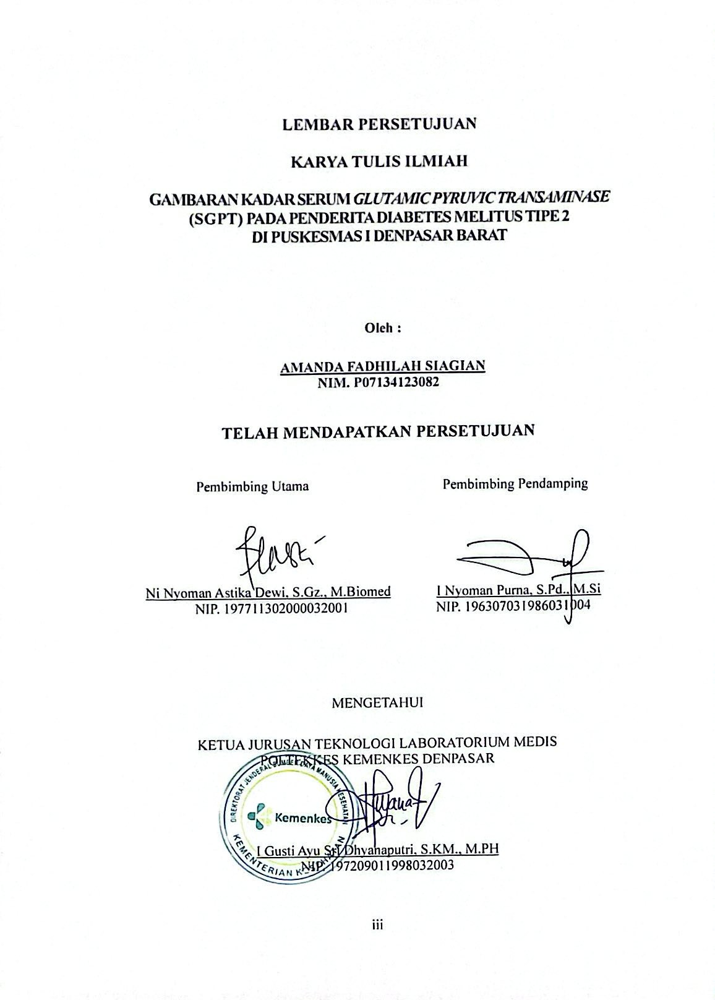 LEMBAR PERSETUJUAN
KARYA TULIS ILMIAH
GAMBARAN KADAR SERUM GLUTAMIC PYRUVIC TRANSAMINASE
(SGPT) PADA PENDERITA DIABETES MELITUS TIPE 2
DI PUSKESMAS I DENPASAR BARAT
Oleh :
AMANDA FADHILAH SIAGIAN
NIM. P07134123082
TELAH MENDAPATKAN PERSETUJUAN
Pembimbing Utama
Pembimbing Pendamping
Ni Nyoman Astika Dewi, S.Gz., M.Biomed
NIP. 197711302000032001
I Nyoman Purna, S.Pd., M.Si
NIP. 196307031986031004
MENGETAHUI
KETUA JURUSAN TEKNOLOGI LABORATORIUM MEDIS
POLTEKKES KEMENKES DENPASAR
DIREKTORAT JENDERAL SUMBER DAYA MANUSIA KESEHATAN
Kemenkes
KEMENTERIAN KESEHATAN
I Gusti Ayu Sri Dhyanaputri, S.KM., M.PH
NIP. 197209011998032003
iii